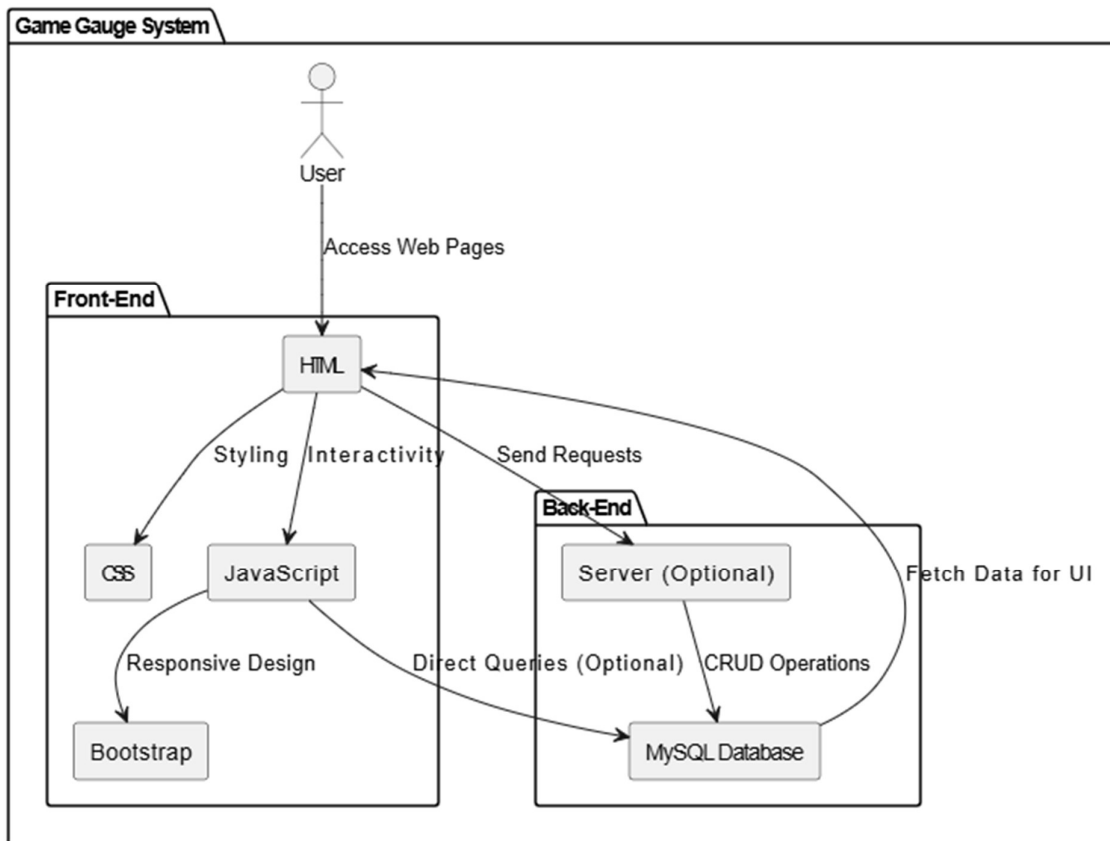 Game Gauge System
User
Access Web Pages
Front-End
HTML
Styling
Interactivity
Send Requests
Back-End
CSS
JavaScript
Server (Optional)
Fetch Data for UI
Responsive Design
Direct Queries (Optional)
CRUD Operations
Bootstrap
MySQL Database